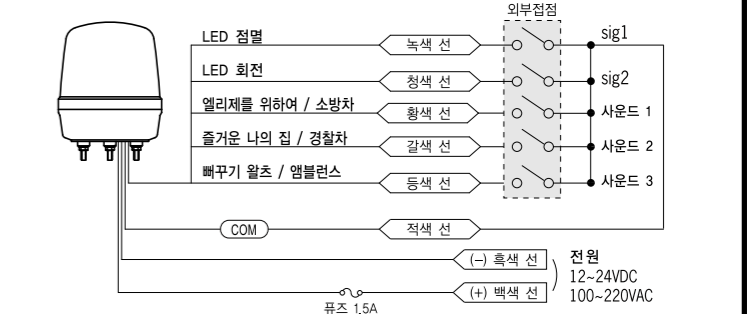 외부접점
LED 점멸 녹색 선 sig1
LED 회전 청색 선 sig2
엘리제를 위하여 / 소방차 황색 선 사운드 1
즐거운 나의 집 / 경찰차 갈색 선 사운드 2
뻐꾸기 왈츠 / 앰블런스 등색 선 사운드 3
COM 적색 선
(-) 흑색 선 전원
12~24VDC
(+) 백색 선 100~220VAC
퓨즈 1.5A